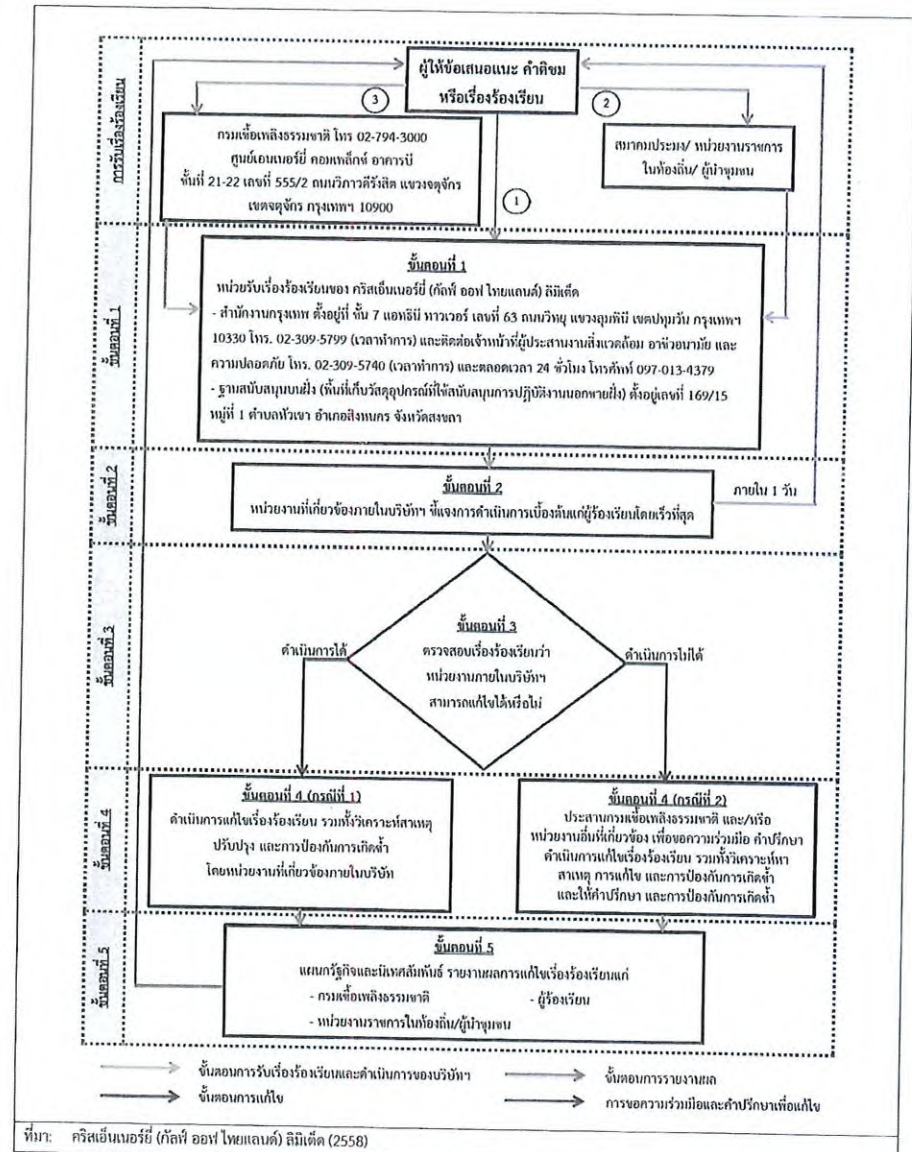 ผู้ให้ข้อเสนอแนะ คำติชม
หรือเรื่องร้องเรียน
3
2
1
การรับเรื่องร้องเรียน
กรมเชื้อเพลิงธรรมชาติ โทร 02-794-3000
ศูนย์เอนเนอร์ยี่ คอมเพล็กซ์ อาคารบี
ชั้นที่ 21-22 เลขที่ 555/2 ถนนวิภาวดีรังสิต แขวงจตุจักร
เขตจตุจักร กรุงเทพฯ 10900
สมาคมประมง/ หน่วยงานราชการ
ในท้องถิ่น/ ผู้นำชุมชน
ขั้นตอนที่ 1
ขั้นตอนที่ 1
หน่วยรับเรื่องร้องเรียนของ คริสเอ็นเนอร์ยี่ (กัลฟ์ ออฟ ไทยแลนด์) ลิมิเต็ด
- สำนักงานกรุงเทพ ตั้งอยู่ที่ ชั้น 7 แอทธินี ทาวเวอร์ เลขที่ 63 ถนนวิทยุ แขวงลุมพินี เขตปทุมวัน กรุงเทพฯ
10330 โทร. 02-309-5799 (เวลาทำการ) และติดต่อเจ้าหน้าที่ผู้ประสานงานสิ่งแวดล้อม อาชีวอนามัย และ
ความปลอดภัย โทร. 02-309-5740 (เวลาทำการ) และตลอดเวลา 24 ชั่วโมง โทรศัพท์ 097-013-4379
- ฐานสนับสนุนบนฝั่ง (พื้นที่เก็บวัสดุอุปกรณ์ที่ใช้สนับสนุนการปฏิบัติงานนอกชายฝั่ง) ตั้งอยู่เลขที่ 169/15
หมู่ที่ 1 ตำบลหัวเขา อำเภอสิงหนคร จังหวัดสงขลา
ขั้นตอนที่ 2
ขั้นตอนที่ 2
หน่วยงานที่เกี่ยวข้องภายในบริษัทฯ ชี้แจงการดำเนินการเบื้องต้นแก่ผู้ร้องเรียนโดยเร็วที่สุด
ภายใน 1 วัน
ขั้นตอนที่ 3
ขั้นตอนที่ 3
ตรวจสอบเรื่องร้องเรียนว่า
หน่วยงานภายในบริษัทฯ
สามารถแก้ไขได้หรือไม่
ดำเนินการได้
ดำเนินการไม่ได้
ขั้นตอนที่ 4
ขั้นตอนที่ 4 (กรณีที่ 1)
ดำเนินการแก้ไขเรื่องร้องเรียน รวมทั้งวิเคราะห์สาเหตุ
ปรับปรุง และการป้องกันการเกิดซ้ำ
โดยหน่วยงานที่เกี่ยวข้องภายในบริษัท
ขั้นตอนที่ 4 (กรณีที่ 2)
ประสานกรมเชื้อเพลิงธรรมชาติ และ/หรือ
หน่วยงานอื่นที่เกี่ยวข้อง เพื่อขอความร่วมมือ คำปรึกษา
ดำเนินการแก้ไขเรื่องร้องเรียน รวมทั้งวิเคราะห์หา
สาเหตุ การแก้ไข และการป้องกันการเกิดซ้ำ
และให้คำปรึกษา และการป้องกันการเกิดซ้ำ
ขั้นตอนที่ 5
ขั้นตอนที่ 5
แผนกรัฐกิจและนิเทศสัมพันธ์ รายงานผลการแก้ไขเรื่องร้องเรียนแก่
- กรมเชื้อเพลิงธรรมชาติ - ผู้ร้องเรียน
- หน่วยงานราชการในท้องถิ่น/ผู้นำชุมชน
ขั้นตอนการรับเรื่องร้องเรียนและดำเนินการของบริษัทฯ
ขั้นตอนการรายงานผล
ขั้นตอนการแก้ไข
การขอความร่วมมือและคำปรึกษาเพื่อแก้ไข
ที่มา: คริสเอ็นเนอร์ยี่ (กัลฟ์ ออฟ ไทยแลนด์) ลิมิเต็ด (2558)